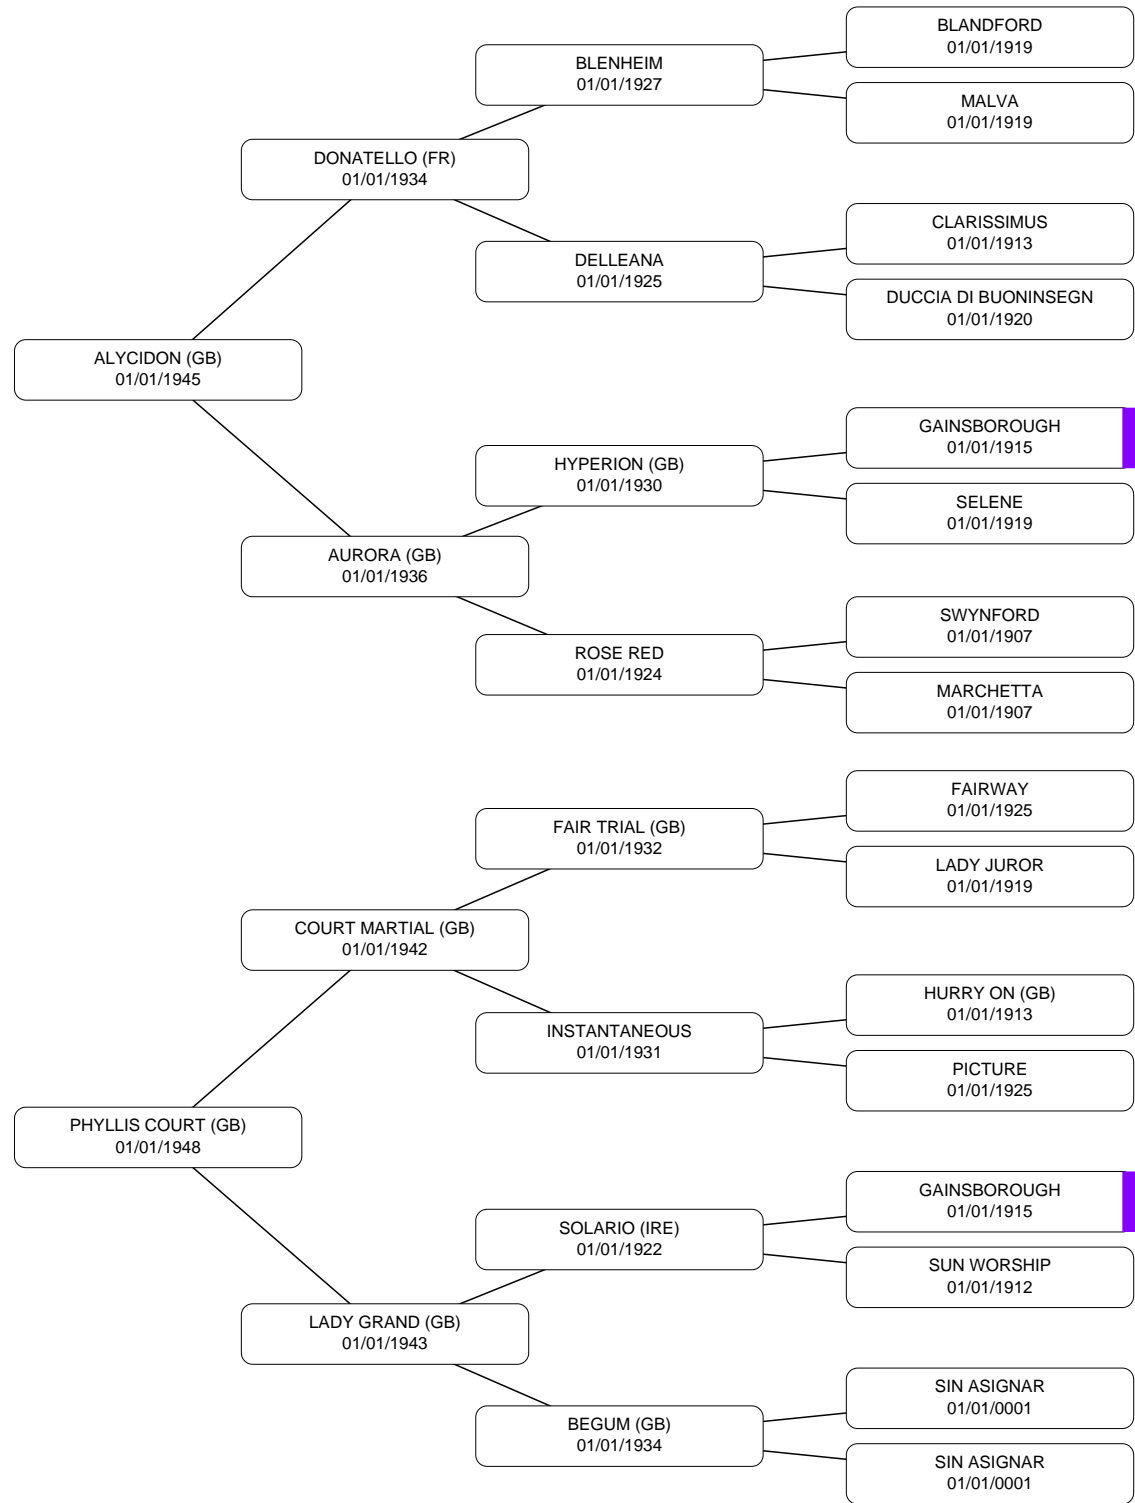 BLANDFORD
01/01/1919
BLENHEIM
01/01/1927
MALVA
01/01/1919
DONATELLO (FR)
01/01/1934
CLARISSIMUS
01/01/1913
DELLEANA
01/01/1925
DUCCIA DI BUONINSEGN
01/01/1920
ALYCIDON (GB)
01/01/1945
GAINSBOROUGH
01/01/1915
HYPERION (GB)
01/01/1930
SELENE
01/01/1919
AURORA (GB)
01/01/1936
SWYNFORD
01/01/1907
ROSE RED
01/01/1924
MARCHETTA
01/01/1907
FAIRWAY
01/01/1925
FAIR TRIAL (GB)
01/01/1932
LADY JUROR
01/01/1919
COURT MARTIAL (GB)
01/01/1942
HURRY ON (GB)
01/01/1913
INSTANTANEOUS
01/01/1931
PICTURE
01/01/1925
PHYLLIS COURT (GB)
01/01/1948
GAINSBOROUGH
01/01/1915
SOLARIO (IRE)
01/01/1922
SUN WORSHIP
01/01/1912
LADY GRAND (GB)
01/01/1943
SIN ASIGNAR
01/01/0001
BEGUM (GB)
01/01/1934
SIN ASIGNAR
01/01/0001